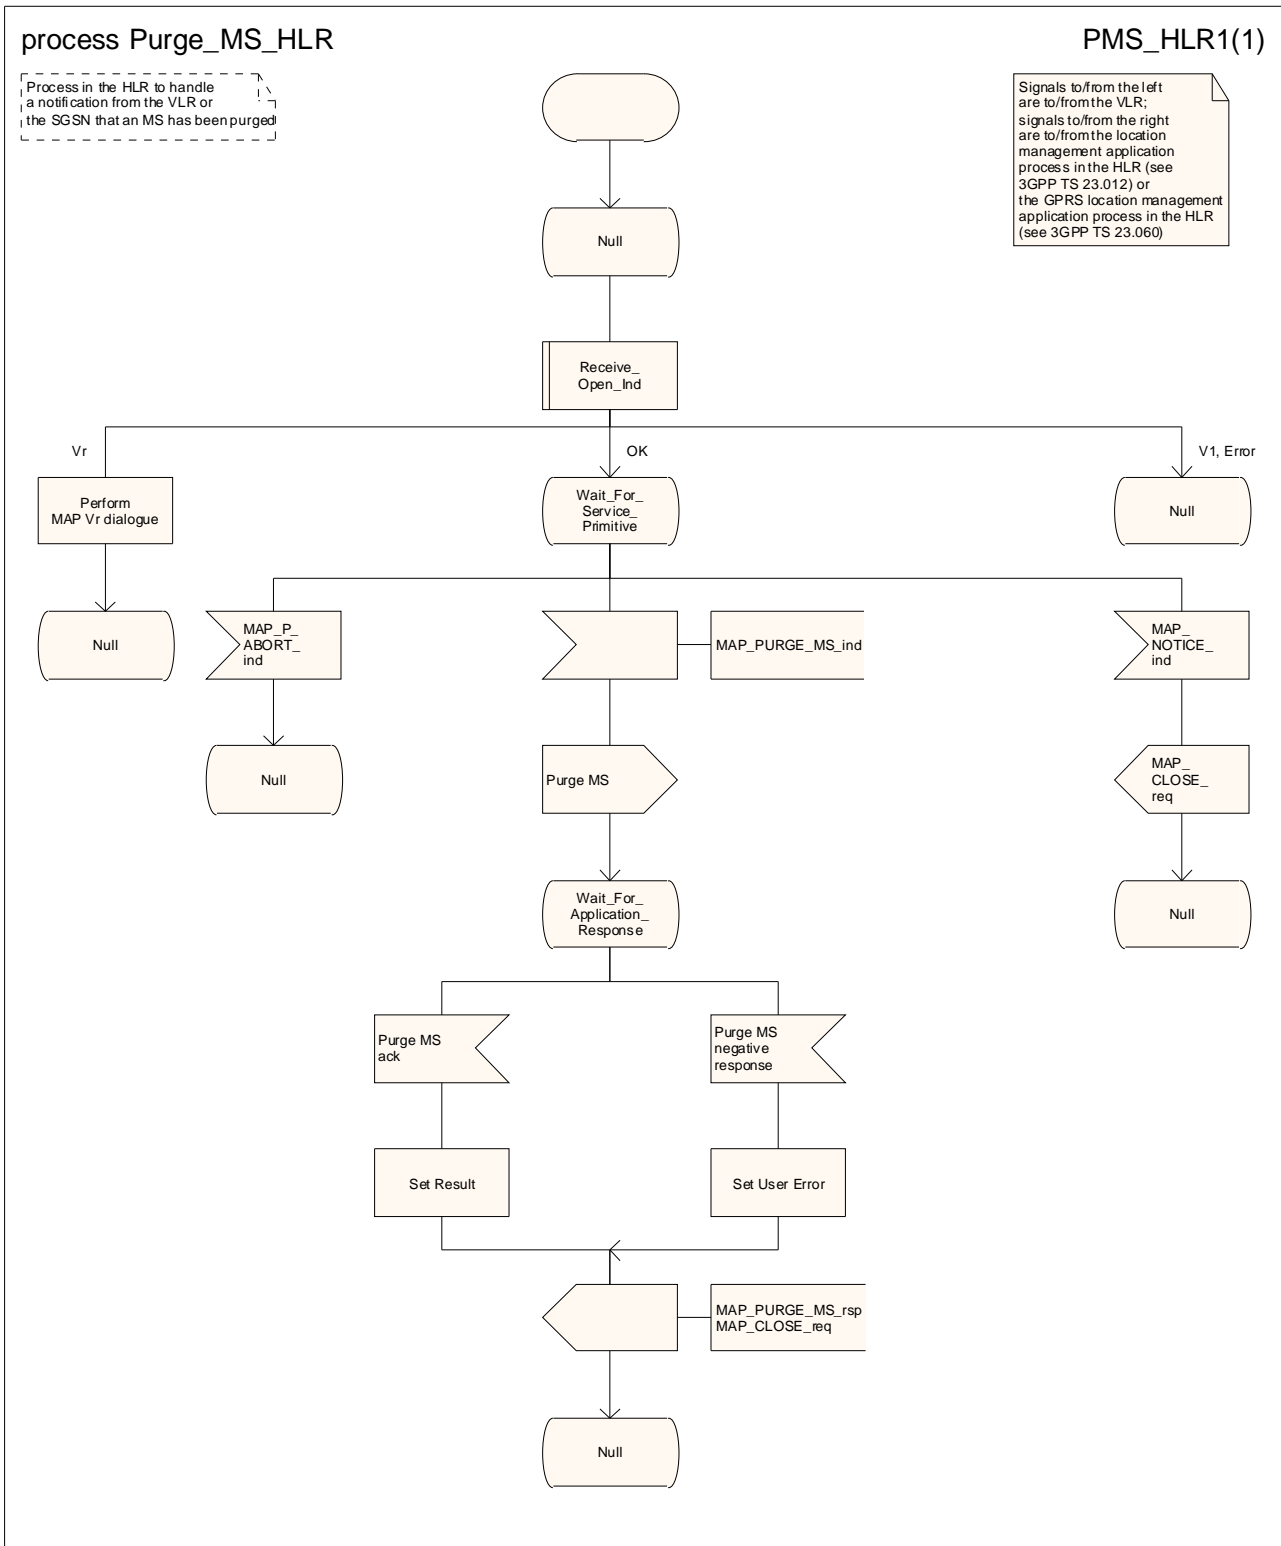 process Purge_MS_HLR
PMS_HLR1(1)
Process in the HLR to handle
a notification from the VLR or
the SGSN that an MS has been purged
Signals to/from the left
are to/from the VLR;
signals to/from the right
are to/from the location
management application
process in the HLR (see
3GPP TS 23.012) or
the GPRS location management
application process in the HLR
(see 3GPP TS 23.060)
Null
Receive_
Open_Ind
Vr
OK
V1, Error
Perform
MAP Vr dialogue
Wait_For_
Service_
Primitive
Null
Null
MAP_P_
ABORT_
ind
MAP_PURGE_MS_ind
MAP_
NOTICE_
ind
Null
Purge MS
MAP_
CLOSE_
req
Wait_For_
Application_
Response
Null
Purge MS
ack
Purge MS
negative
response
Set Result
Set User Error
MAP_PURGE_MS_rsp
MAP_CLOSE_req
Null